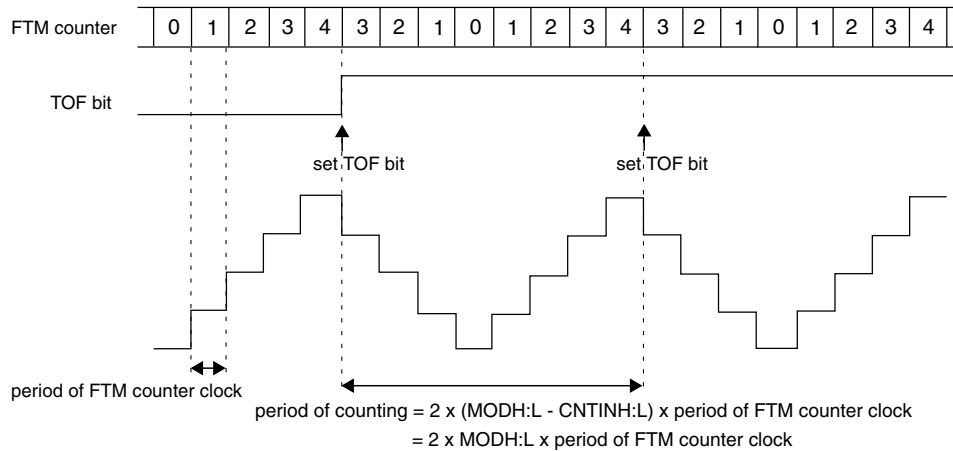 FTM counter 0 1 2 3 4 3 2 1 0 1 2 3 4 3 2 1 0 1 2 3 4
TOF bit
set TOF bit set TOF bit
period of FTM counter clock
period of counting = 2 x (MODH:L - CNTINH:L) x period of FTM counter clock
= 2 x MODH:L x period of FTM counter clock